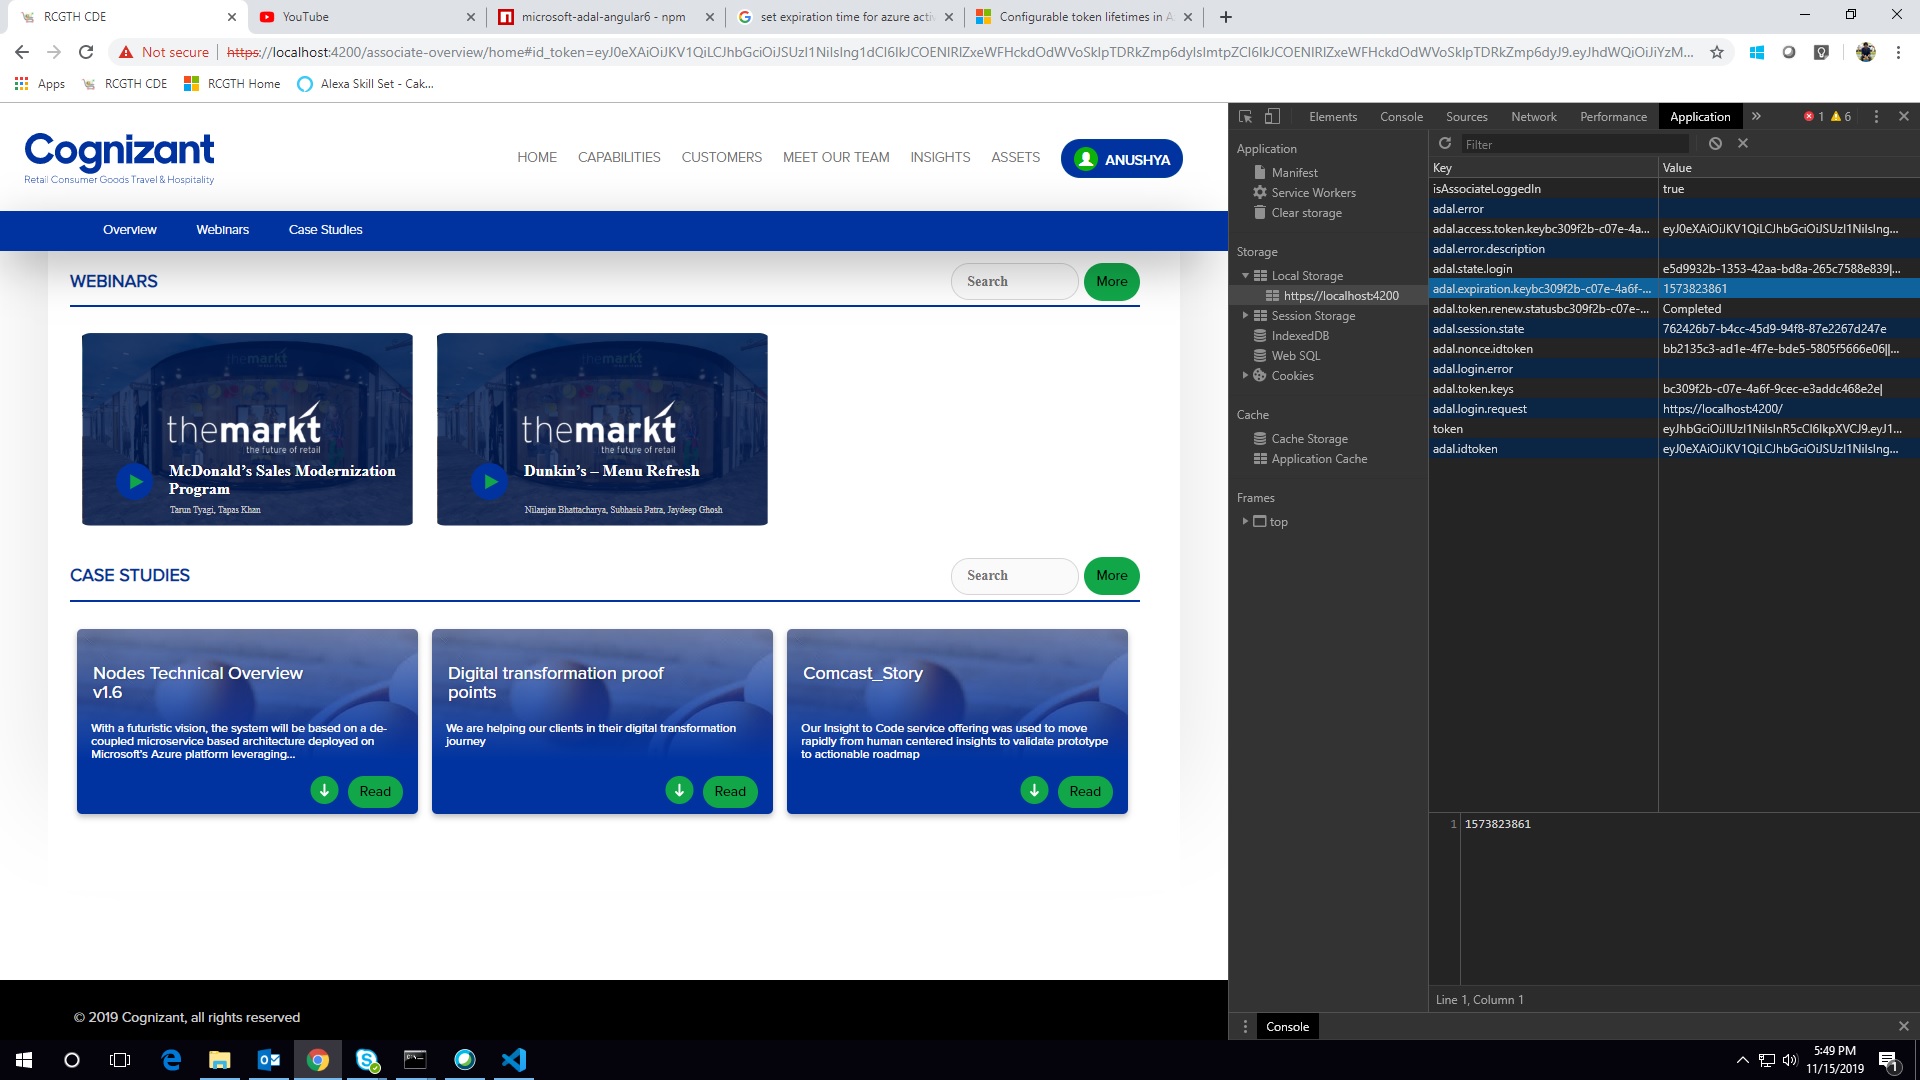 RCGTH CDE
YouTube
microsoft-adal-angular6 - npm
set expiration time for azure acti
Configurable token lifetimes in A
Not secure
https://localhost:4200/associate-overview/home#id_token=
Apps
RCGTH CDE
RCGTH Home
Alexa Skill Set - Cak...
Cognizant
Retail Consumer Goods Travel & Hospitality
HOME
CAPABILITIES
CUSTOMERS
MEET OUR TEAM
INSIGHTS
ASSETS
ANUSHYA
Overview
Webinars
Case Studies
WEBINARS
Search
More
themarkt
the future of retail
McDonald's Sales Modernization
Program
Tarun Tyagi, Tapas Khan
themarkt
the future of retail
Dunkin's – Menu Refresh
Nilanjan Bhattacharya, Subhasis Patra, Jaydeep Ghosh
CASE STUDIES
Search
More
Nodes Technical Overview
v1.6
With a futuristic vision, the system will be based on a de-
coupled microservice based architecture deployed on
Microsoft's Azure platform leveraging...
Read
Digital transformation proof
points
We are helping our clients in their digital transformation
journey
Read
Comcast_Story
Our Insight to Code service offering was used to move
rapidly from human centered insights to validate prototype
to actionable roadmap
Read
© 2019 Cognizant, all rights reserved
Elements
Console
Sources
Network
Performance
Application
1
6
Application
Manifest
Service Workers
Clear storage
Storage
Local Storage
https://localhost:4200
Session Storage
IndexedDB
Web SQL
Cookies
Cache
Cache Storage
Application Cache
Frames
top
Filter
Key Value
isAssociateLoggedIn true
adal.error
adal.access.token.keybc309f2b-c07e-4a...
adal.error.description
adal.state.login e5d9932b-1353-42aa-bd8a-265c7588e839|...
adal.expiration.keybc309f2b-c07e-4a6f-... 1573823861
adal.token.renew.statusbc309f2b-c07e-... Completed
adal.session.state 762426b7-b4cc-45d9-94f8-87e2267d247e
adal.nonce.idtoken bb2135c3-ad1e-4f7e-bde5-5805f5666e06||...
adal.login.error
adal.token.keys bc309f2b-c07e-4a6f-9cec-e3addc468e2e|
adal.login.request https://localhost:4200/
token
adal.idtoken
1 1573823861
Line 1, Column 1
Console
5:49 PM
11/15/2019
1